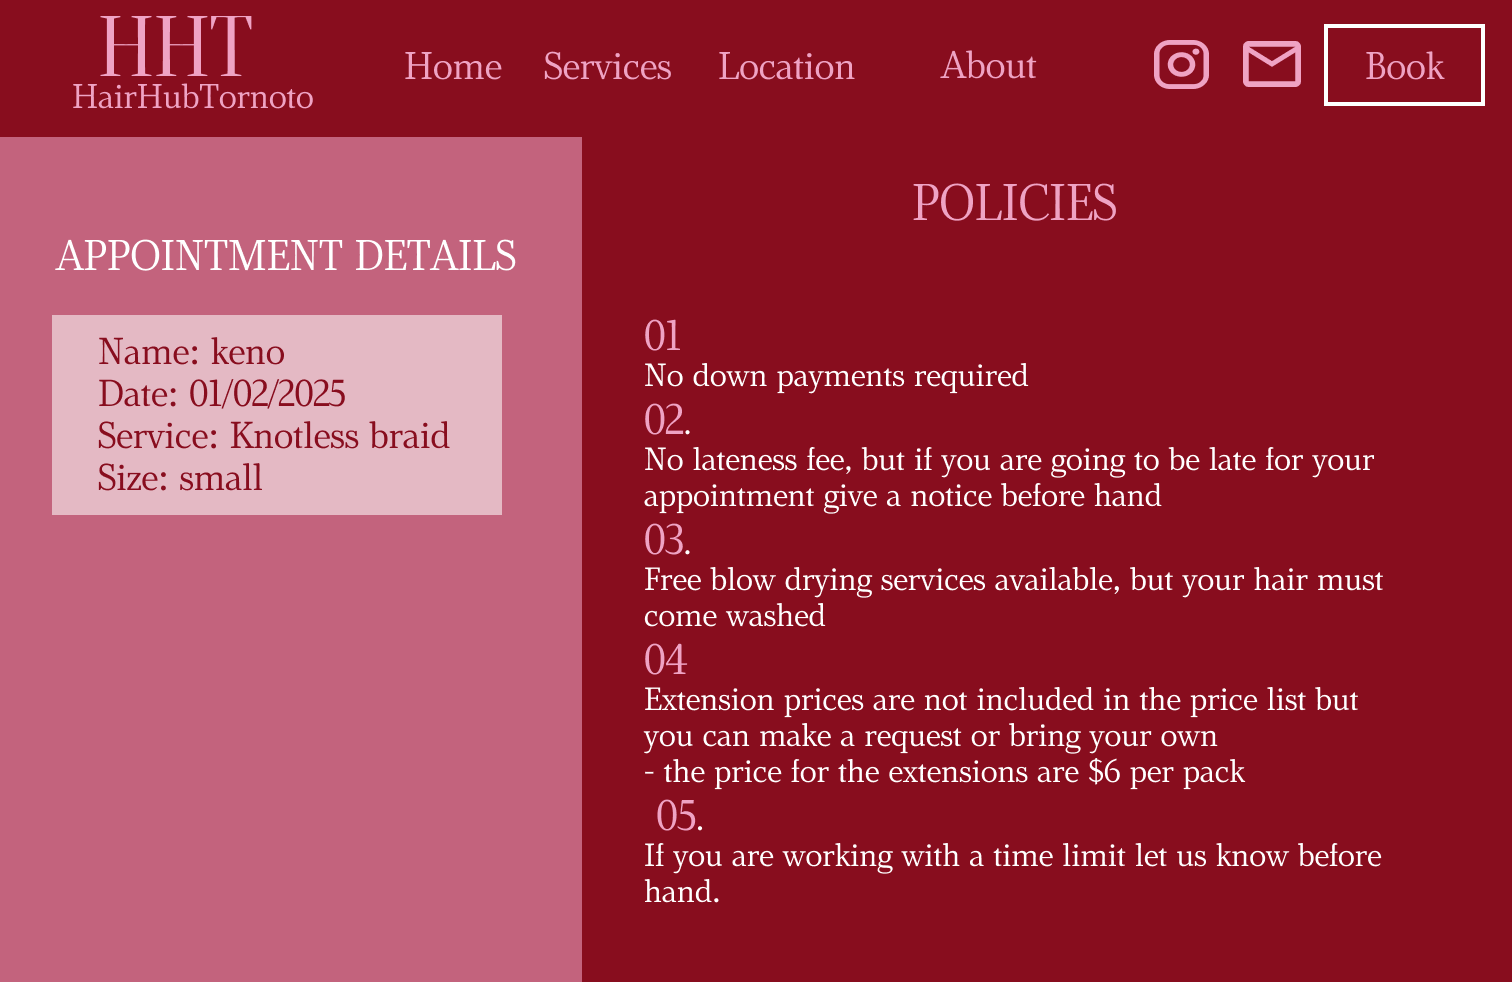 HHT
HairHubTornoto
Home Services Location About Book
APPOINTMENT DETAILS
Name: keno
Date: 01/02/2025
Service: Knotless braid
Size: small
POLICIES
01
No down payments required
02.
No lateness fee, but if you are going to be late for your
appointment give a notice before hand
03.
Free blow drying services available, but your hair must
come washed
04
Extension prices are not included in the price list but
you can make a request or bring your own
- the price for the extensions are $6 per pack
05.
If you are working with a time limit let us know before
hand.